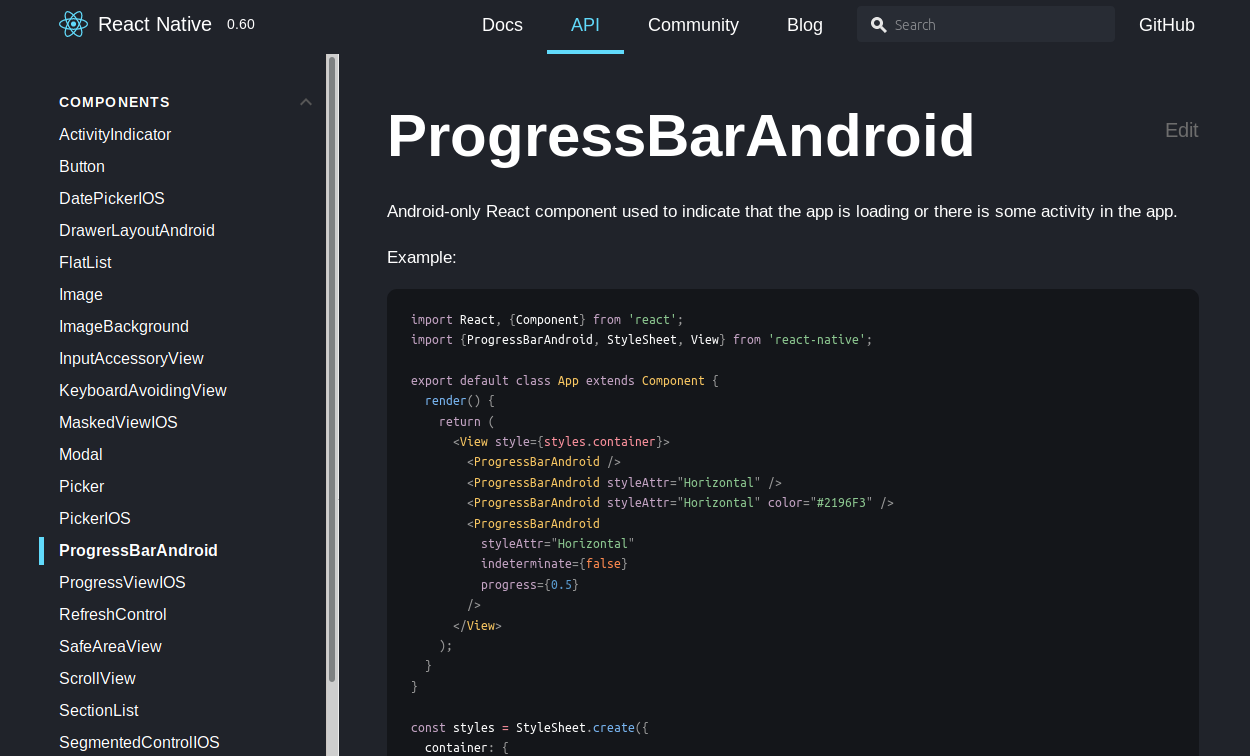 React Native 0.60 Docs API Community Blog Search GitHub
COMPONENTS
ActivityIndicator
Button
DatePickerIOS
DrawerLayoutAndroid
FlatList
Image
ImageBackground
InputAccessoryView
KeyboardAvoidingView
MaskedViewIOS
Modal
Picker
PickerIOS
ProgressBarAndroid
ProgressViewIOS
RefreshControl
SafeAreaView
ScrollView
SectionList
SegmentedControlIOS
ProgressBarAndroid
Edit
Android-only React component used to indicate that the app is loading or there is some activity in the app.
Example:
import React, {Component} from 'react';
import {ProgressBarAndroid, StyleSheet, View} from 'react-native';

export default class App extends Component {
  render() {
    return (
      <View style={styles.container}>
        <ProgressBarAndroid />
        <ProgressBarAndroid styleAttr="Horizontal" />
        <ProgressBarAndroid styleAttr="Horizontal" color="#2196F3" />
        <ProgressBarAndroid
          styleAttr="Horizontal"
          indeterminate={false}
          progress={0.5}
        />
      </View>
    );
  }
}

const styles = StyleSheet.create({
  container: {